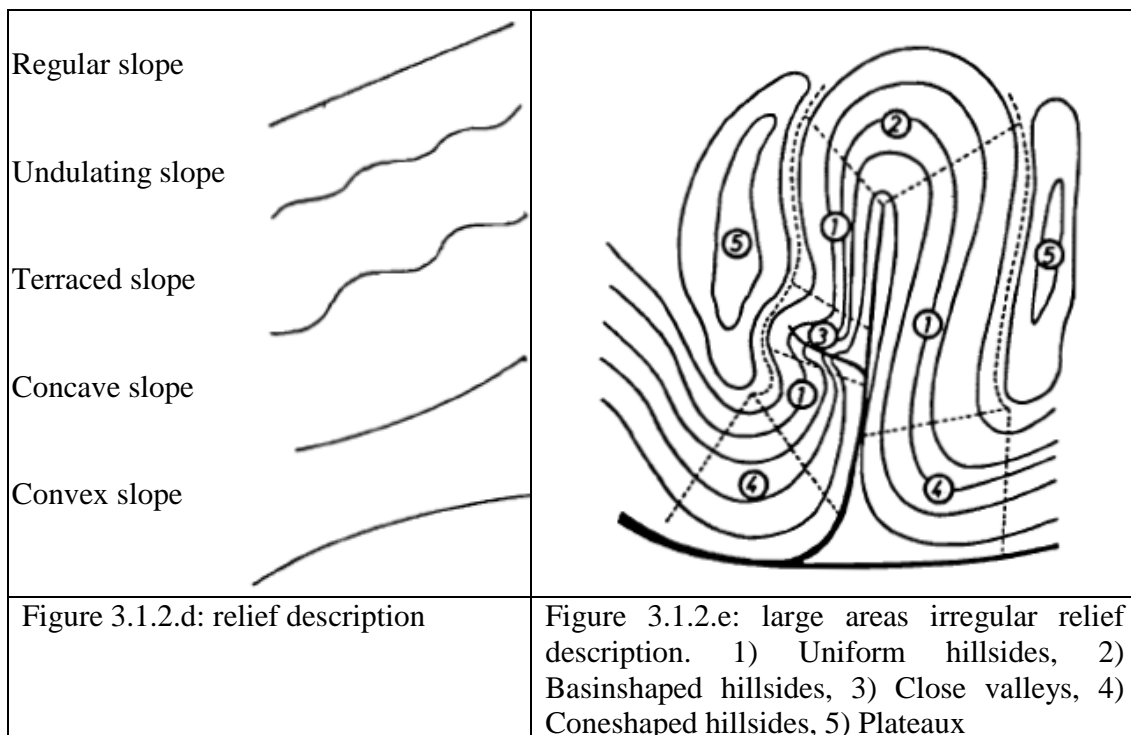 Regular slope
Undulating slope
Terraced slope
Concave slope
Convex slope
2
1
5
5
3
1
1
4
4
Figure 3.1.2.d: relief description
Figure 3.1.2.e: large areas irregular relief
description. 1) Uniform hillsides, 2)
Basinshaped hillsides, 3) Close valleys, 4)
Coneshaped hillsides, 5) Plateaux